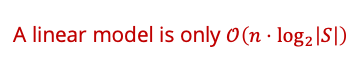 A linear model is only 𝒪(n · log₂|S|)